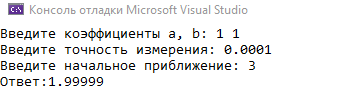 Консоль отладки Microsoft Visual Studio
Введите коэффициенты a, b: 1 1
Введите точность измерения: 0.0001
Введите начальное приближение: 3
Ответ:1.99999